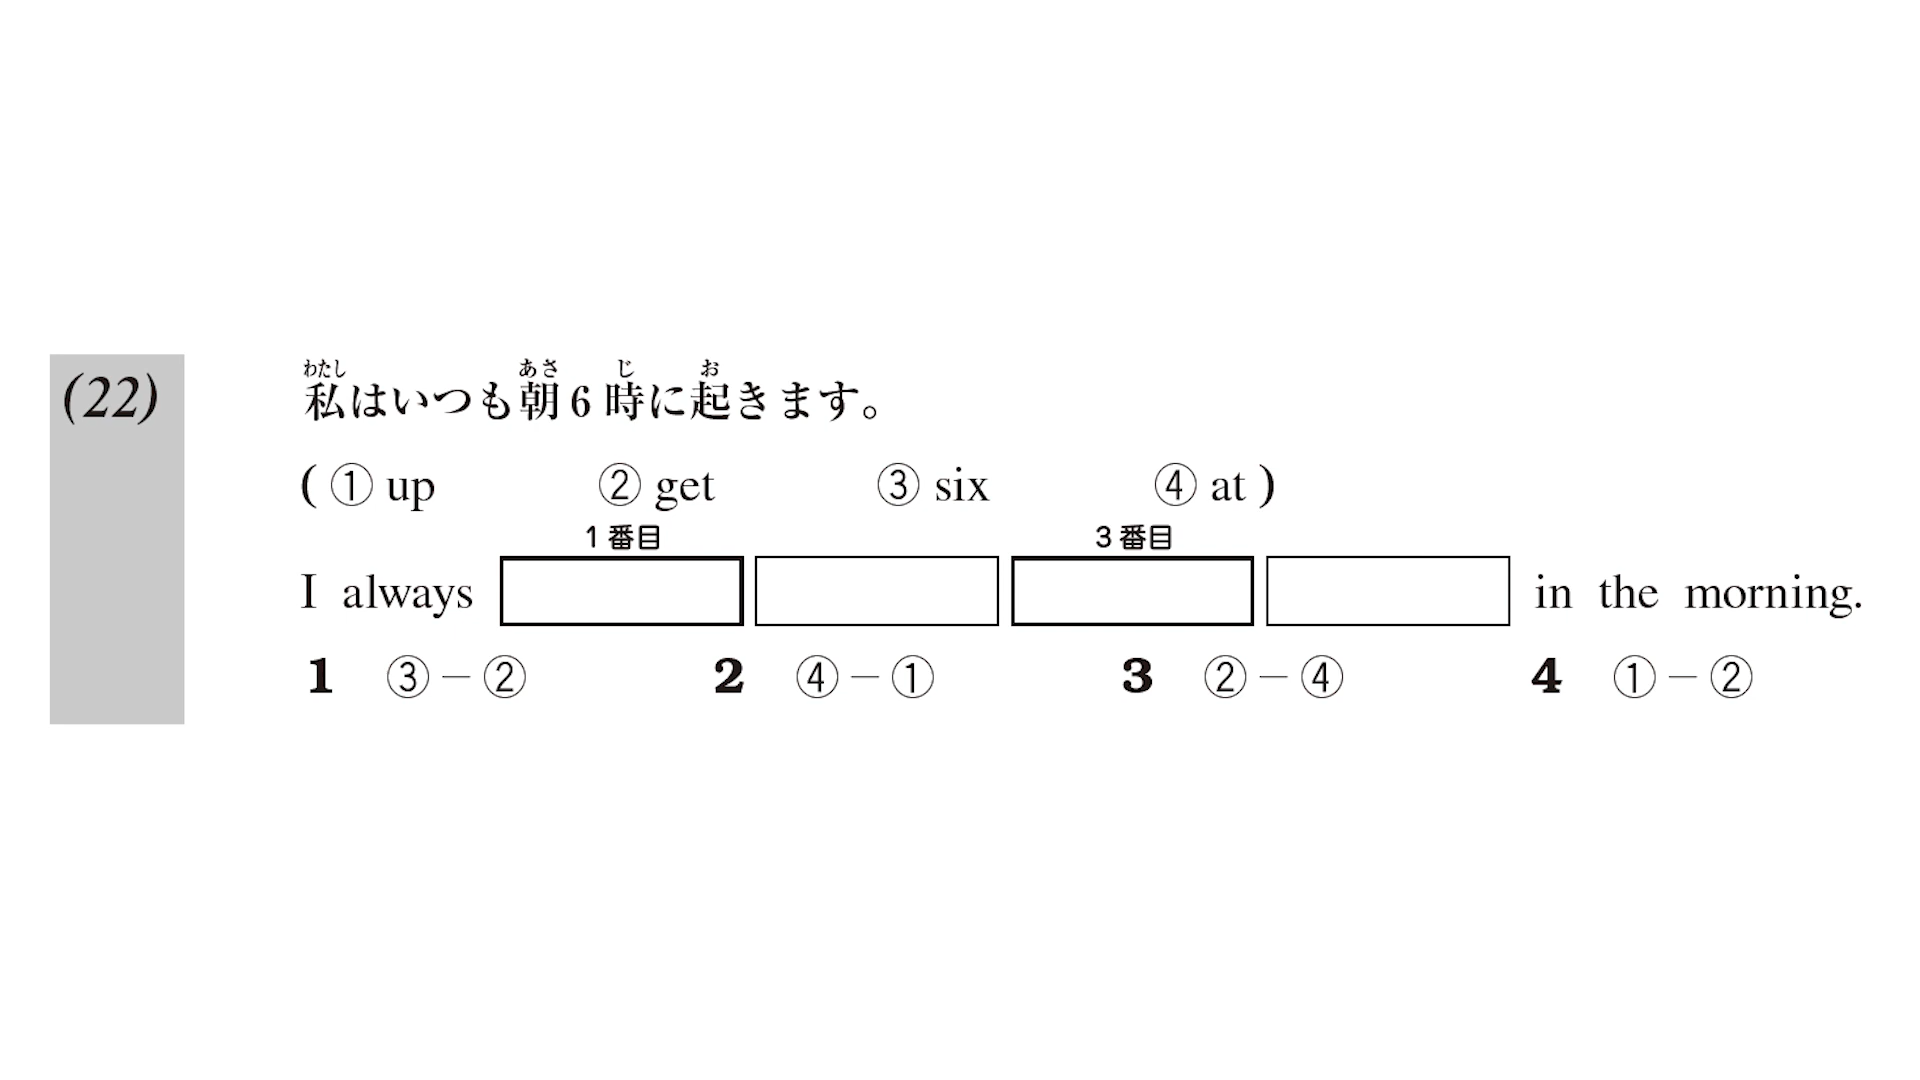 (22) 私はいつも朝6時に起きます。
わたし あさ じ お
( ① up ② get ③ six ④ at )
1番目 3番目
I always in the morning.
1 ③－② 2 ④－① 3 ②－④ 4 ①－②